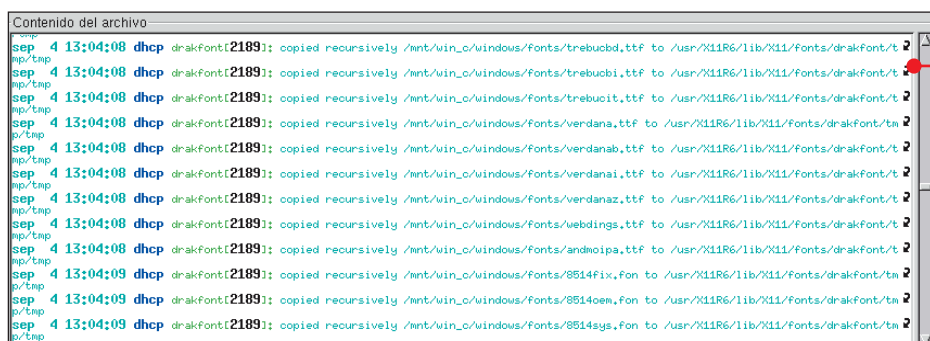 Contenido del archivo
sep 4 13:04:08 dhcp drakfont[2189]: copied recursively /mnt/win_c/windows/fonts/trebucbd.ttf to /usr/X11R6/lib/X11/fonts/drakfont/t
mp/tmp
sep 4 13:04:08 dhcp drakfont[2189]: copied recursively /mnt/win_c/windows/fonts/trebucbi.ttf to /usr/X11R6/lib/X11/fonts/drakfont/t
mp/tmp
sep 4 13:04:08 dhcp drakfont[2189]: copied recursively /mnt/win_c/windows/fonts/trebucit.ttf to /usr/X11R6/lib/X11/fonts/drakfont/t
mp/tmp
sep 4 13:04:08 dhcp drakfont[2189]: copied recursively /mnt/win_c/windows/fonts/verdana.ttf to /usr/X11R6/lib/X11/fonts/drakfont/tm
p/tmp
sep 4 13:04:08 dhcp drakfont[2189]: copied recursively /mnt/win_c/windows/fonts/verdanab.ttf to /usr/X11R6/lib/X11/fonts/drakfont/t
mp/tmp
sep 4 13:04:08 dhcp drakfont[2189]: copied recursively /mnt/win_c/windows/fonts/verdanai.ttf to /usr/X11R6/lib/X11/fonts/drakfont/t
mp/tmp
sep 4 13:04:08 dhcp drakfont[2189]: copied recursively /mnt/win_c/windows/fonts/verdanaz.ttf to /usr/X11R6/lib/X11/fonts/drakfont/t
mp/tmp
sep 4 13:04:08 dhcp drakfont[2189]: copied recursively /mnt/win_c/windows/fonts/webdings.ttf to /usr/X11R6/lib/X11/fonts/drakfont/t
mp/tmp
sep 4 13:04:08 dhcp drakfont[2189]: copied recursively /mnt/win_c/windows/fonts/andmoipa.ttf to /usr/X11R6/lib/X11/fonts/drakfont/t
mp/tmp
sep 4 13:04:09 dhcp drakfont[2189]: copied recursively /mnt/win_c/windows/fonts/8514fix.fon to /usr/X11R6/lib/X11/fonts/drakfont/tm
p/tmp
sep 4 13:04:09 dhcp drakfont[2189]: copied recursively /mnt/win_c/windows/fonts/8514oem.fon to /usr/X11R6/lib/X11/fonts/drakfont/tm
p/tmp
sep 4 13:04:09 dhcp drakfont[2189]: copied recursively /mnt/win_c/windows/fonts/8514sys.fon to /usr/X11R6/lib/X11/fonts/drakfont/tm
p/tmp